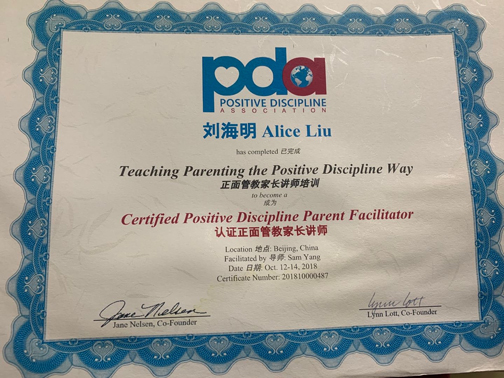 pda
POSITIVE DISCIPLINE
ASSOCIATION
刘海明 Alice Liu
has completed 已完成
Teaching Parenting the Positive Discipline Way
正面管教家长讲师培训
to become a
成为
Certified Positive Discipline Parent Facilitator
认证正面管教家长讲师
Location 地点: Beijing, China
Facilitated by 导师: Sam Yang
Date 日期: Oct. 12-14, 2018
Certificate Number: 201810000487
Jane Nelsen
Jane Nelsen, Co-Founder
Lynn Lott
Lynn Lott, Co-Founder